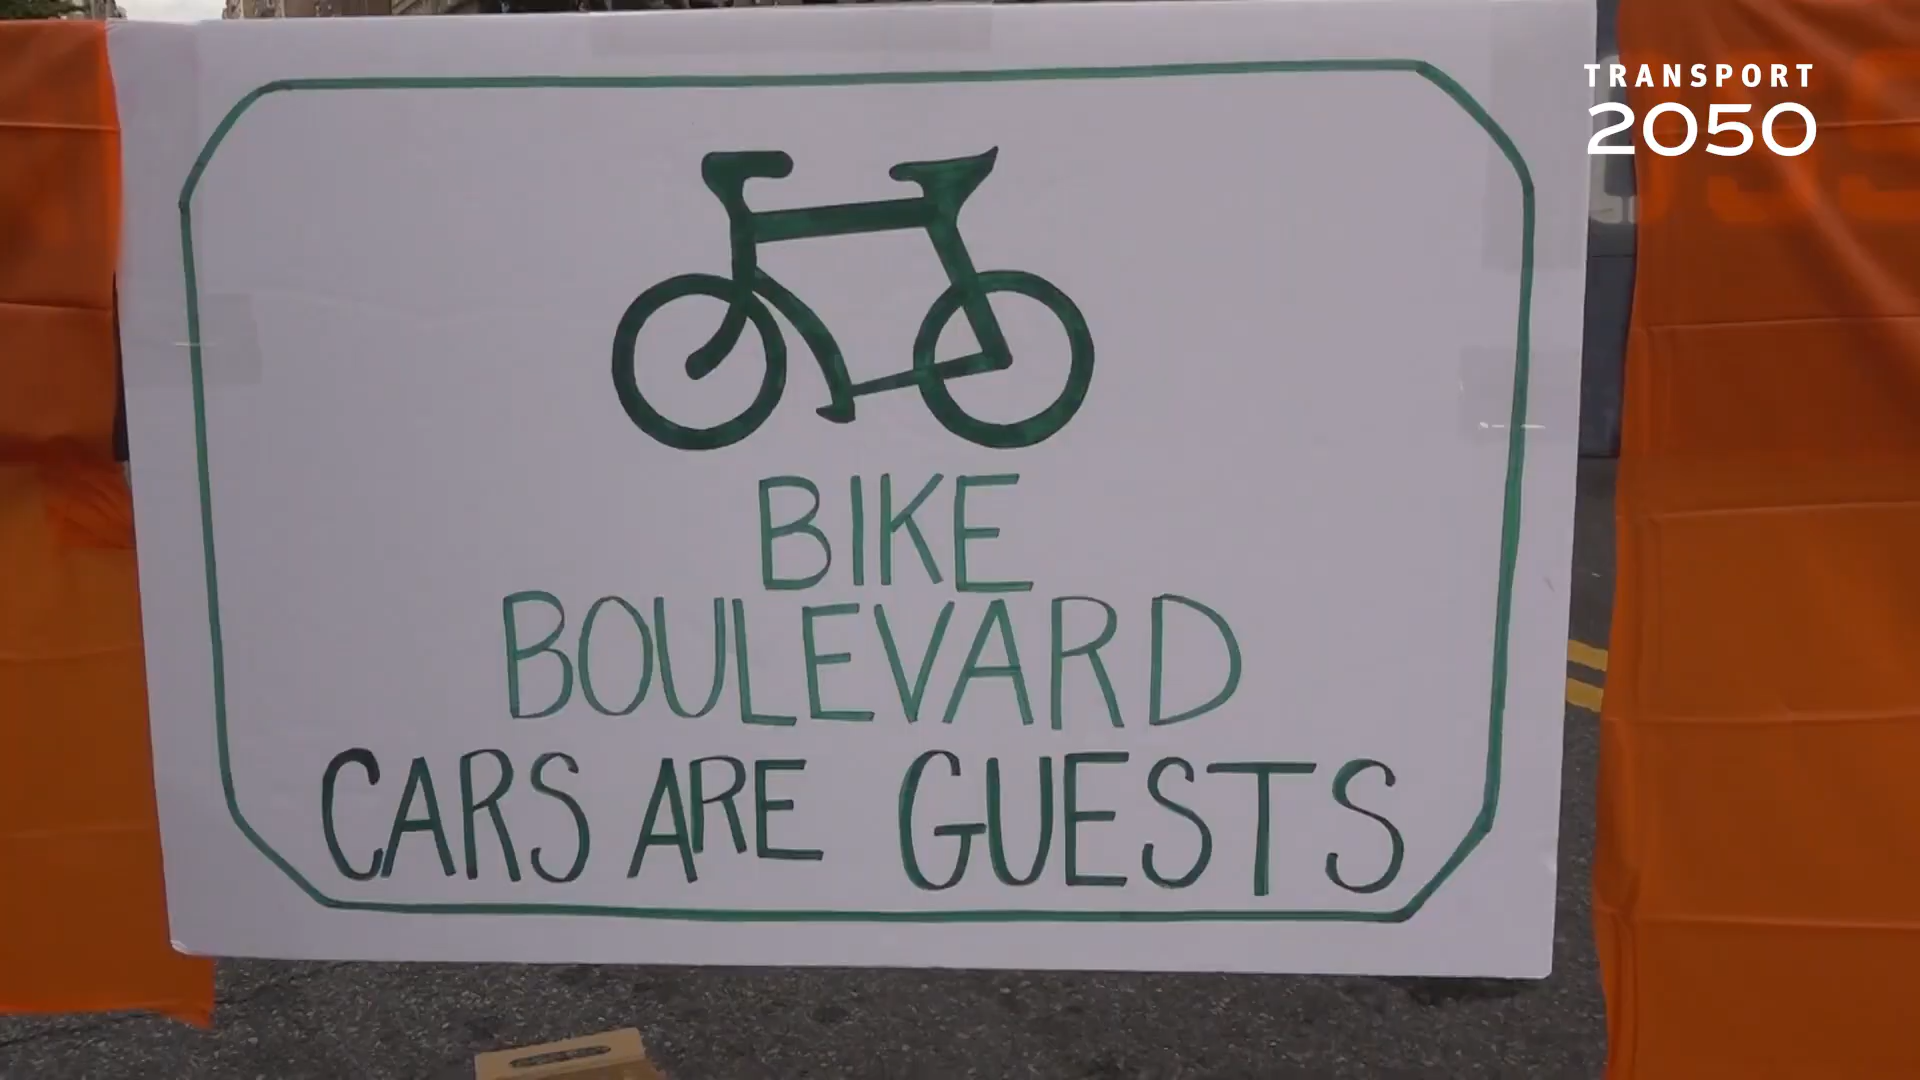 TRANSPORT
2050
BIKE
BOULEVARD
CARS ARE GUESTS